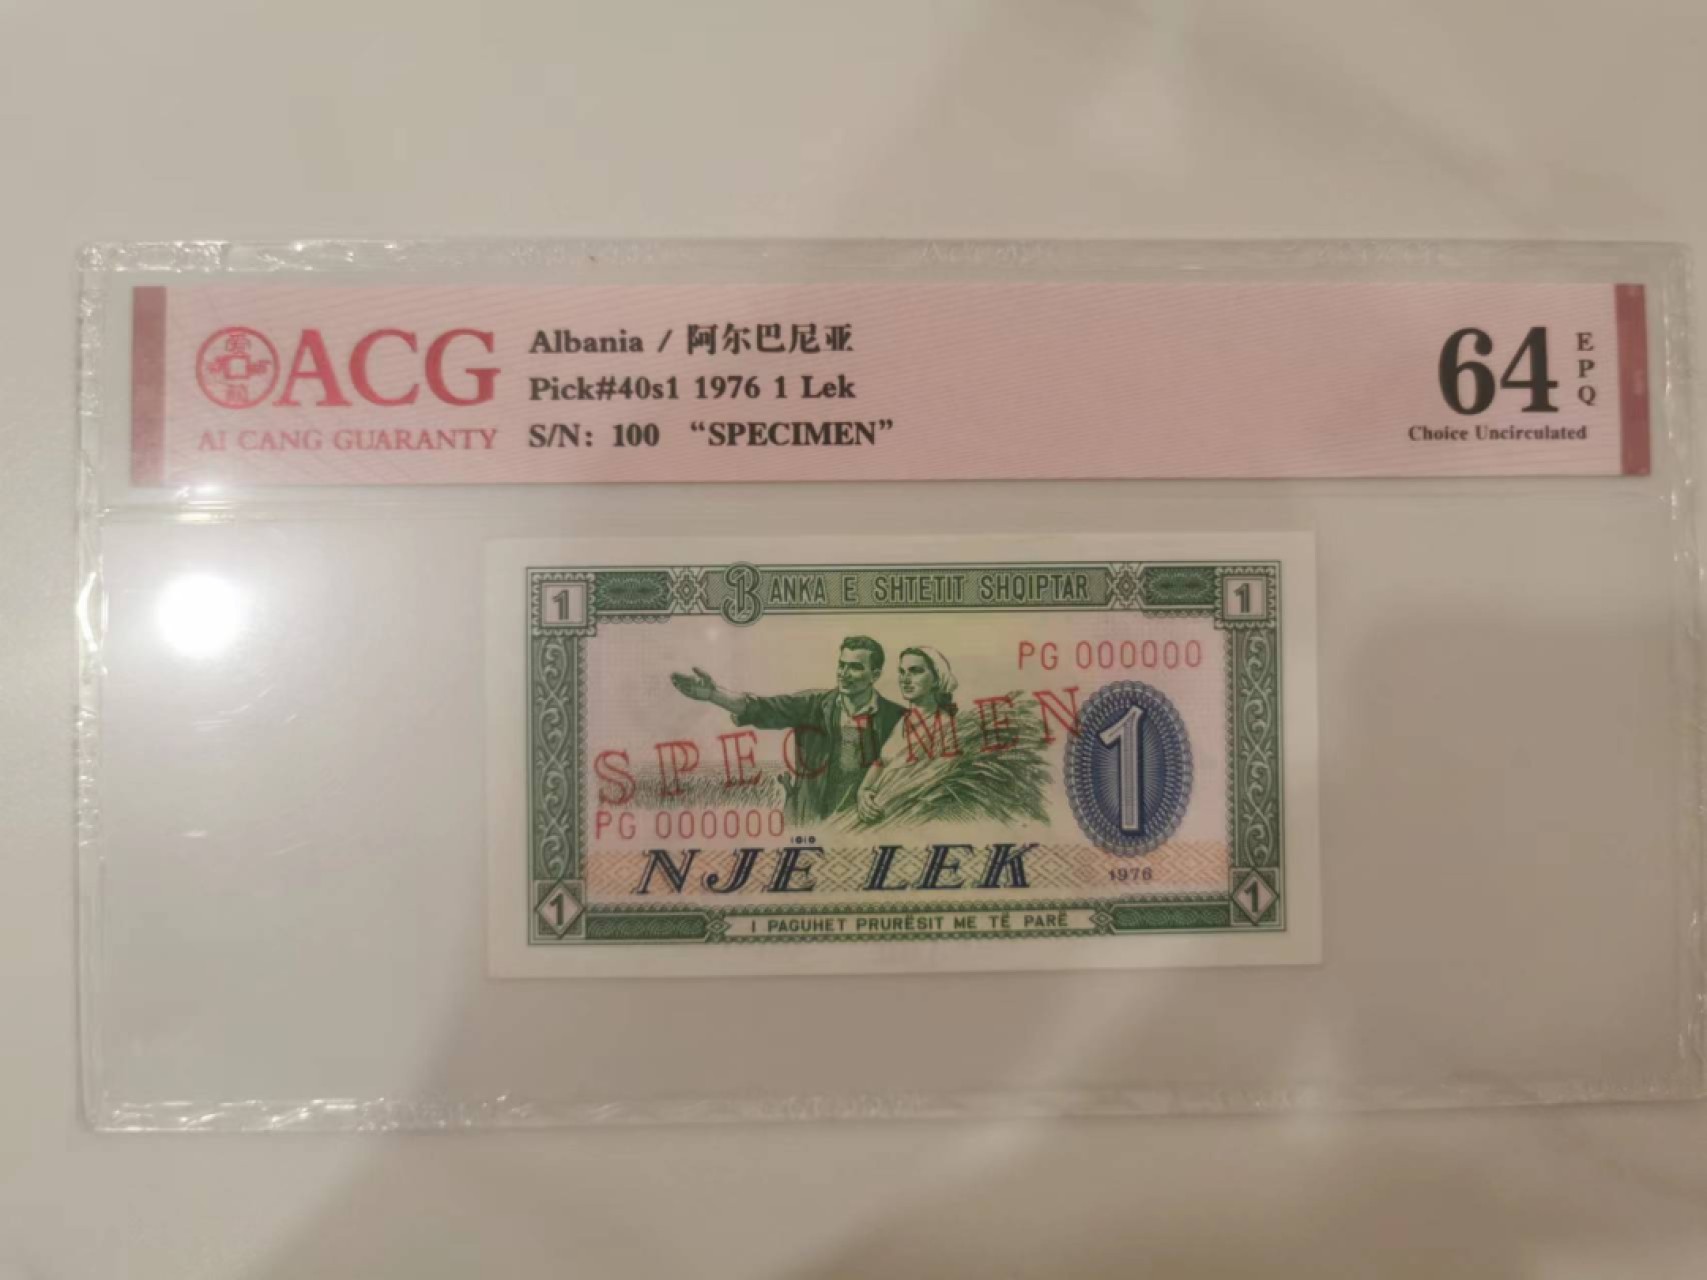 ACG
AI CANG GUARANTY
Albania / 阿尔巴尼亚
Pick#40s1 1976 1 Lek
S/N: 100 “SPECIMEN”
64
EPQ
Choice Uncirculated
1
BANKA E SHTETIT SHQIPTAR
1
PG 000000
SPECIMEN
1
PG 000000
NJË LEK
1976
1
I PAGUHET PRURËSIT ME TË PARË
1